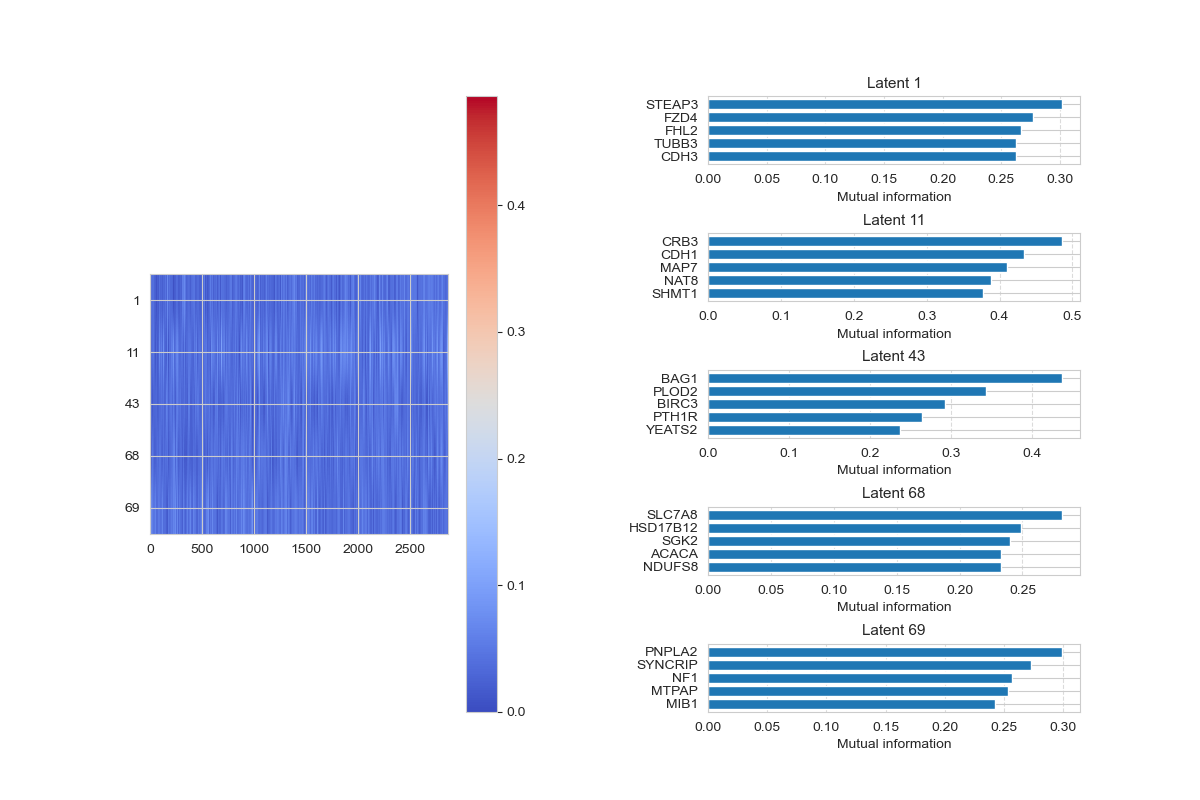 1
11
43
68
69
0 500 1000 1500 2000 2500
0.4
0.3
0.2
0.1
0.0
Latent 1
STEAP3
FZD4
FHL2
TUBB3
CDH3
0.00 0.05 0.10 0.15 0.20 0.25 0.30
Mutual information
Latent 11
CRB3
CDH1
MAP7
NAT8
SHMT1
0.0 0.1 0.2 0.3 0.4 0.5
Mutual information
Latent 43
BAG1
PLOD2
BIRC3
PTH1R
YEATS2
0.0 0.1 0.2 0.3 0.4
Mutual information
Latent 68
SLC7A8
HSD17B12
SGK2
ACACA
NDUFS8
0.00 0.05 0.10 0.15 0.20 0.25
Mutual information
Latent 69
PNPLA2
SYNCRIP
NF1
MTPAP
MIB1
0.00 0.05 0.10 0.15 0.20 0.25 0.30
Mutual information